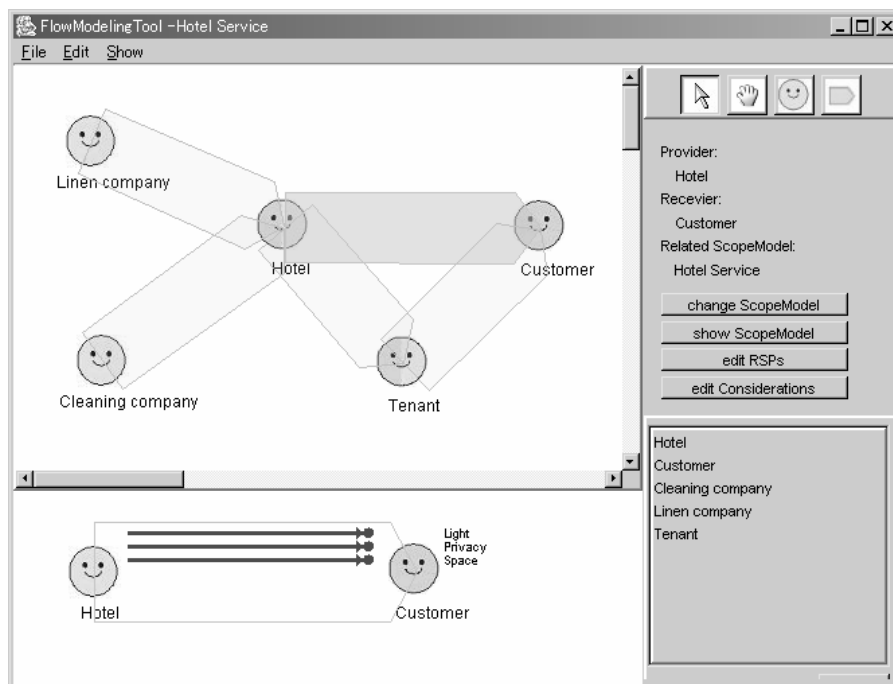 FlowModelingTool -Hotel Service
File Edit Show
Linen company
Hotel
Customer
Cleaning company
Tenant
Provider:
Hotel
Recevier:
Customer
Related ScopeModel:
Hotel Service
change ScopeModel
show ScopeModel
edit RSPs
edit Considerations
Hotel
Customer
Cleaning company
Linen company
Tenant
Light
Privacy
Space
Hotel
Customer